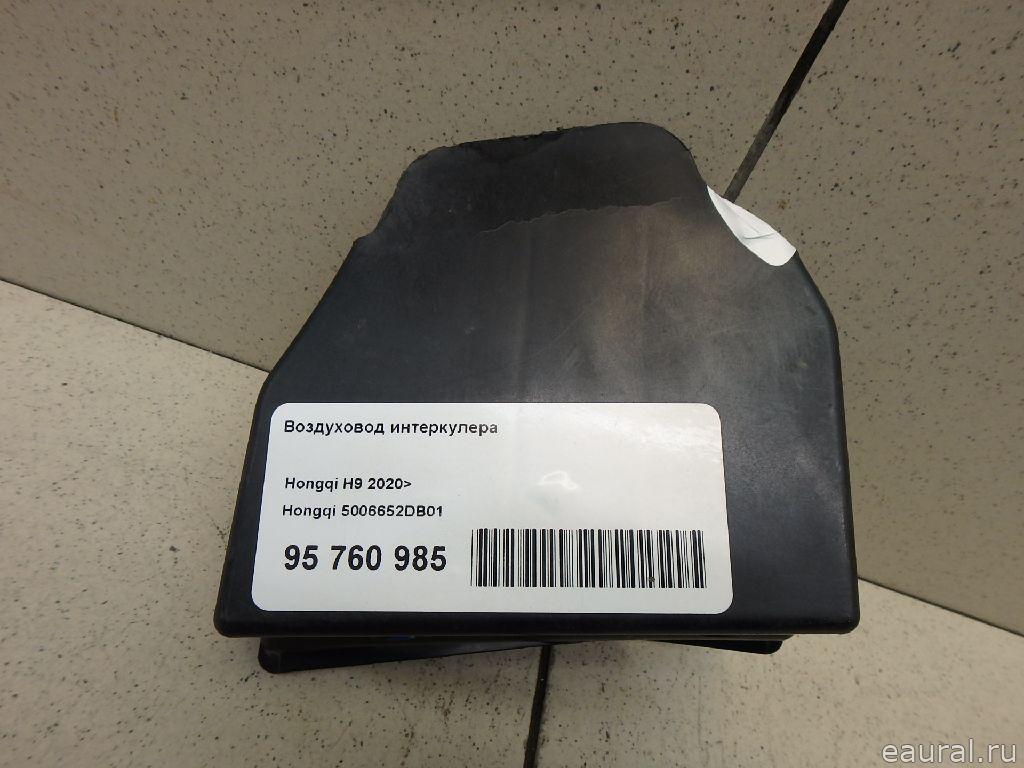 Воздуховод интеркулера
Hongqi H9 2020>
Hongqi 5006652DB01
95 760 985
eaural.ru